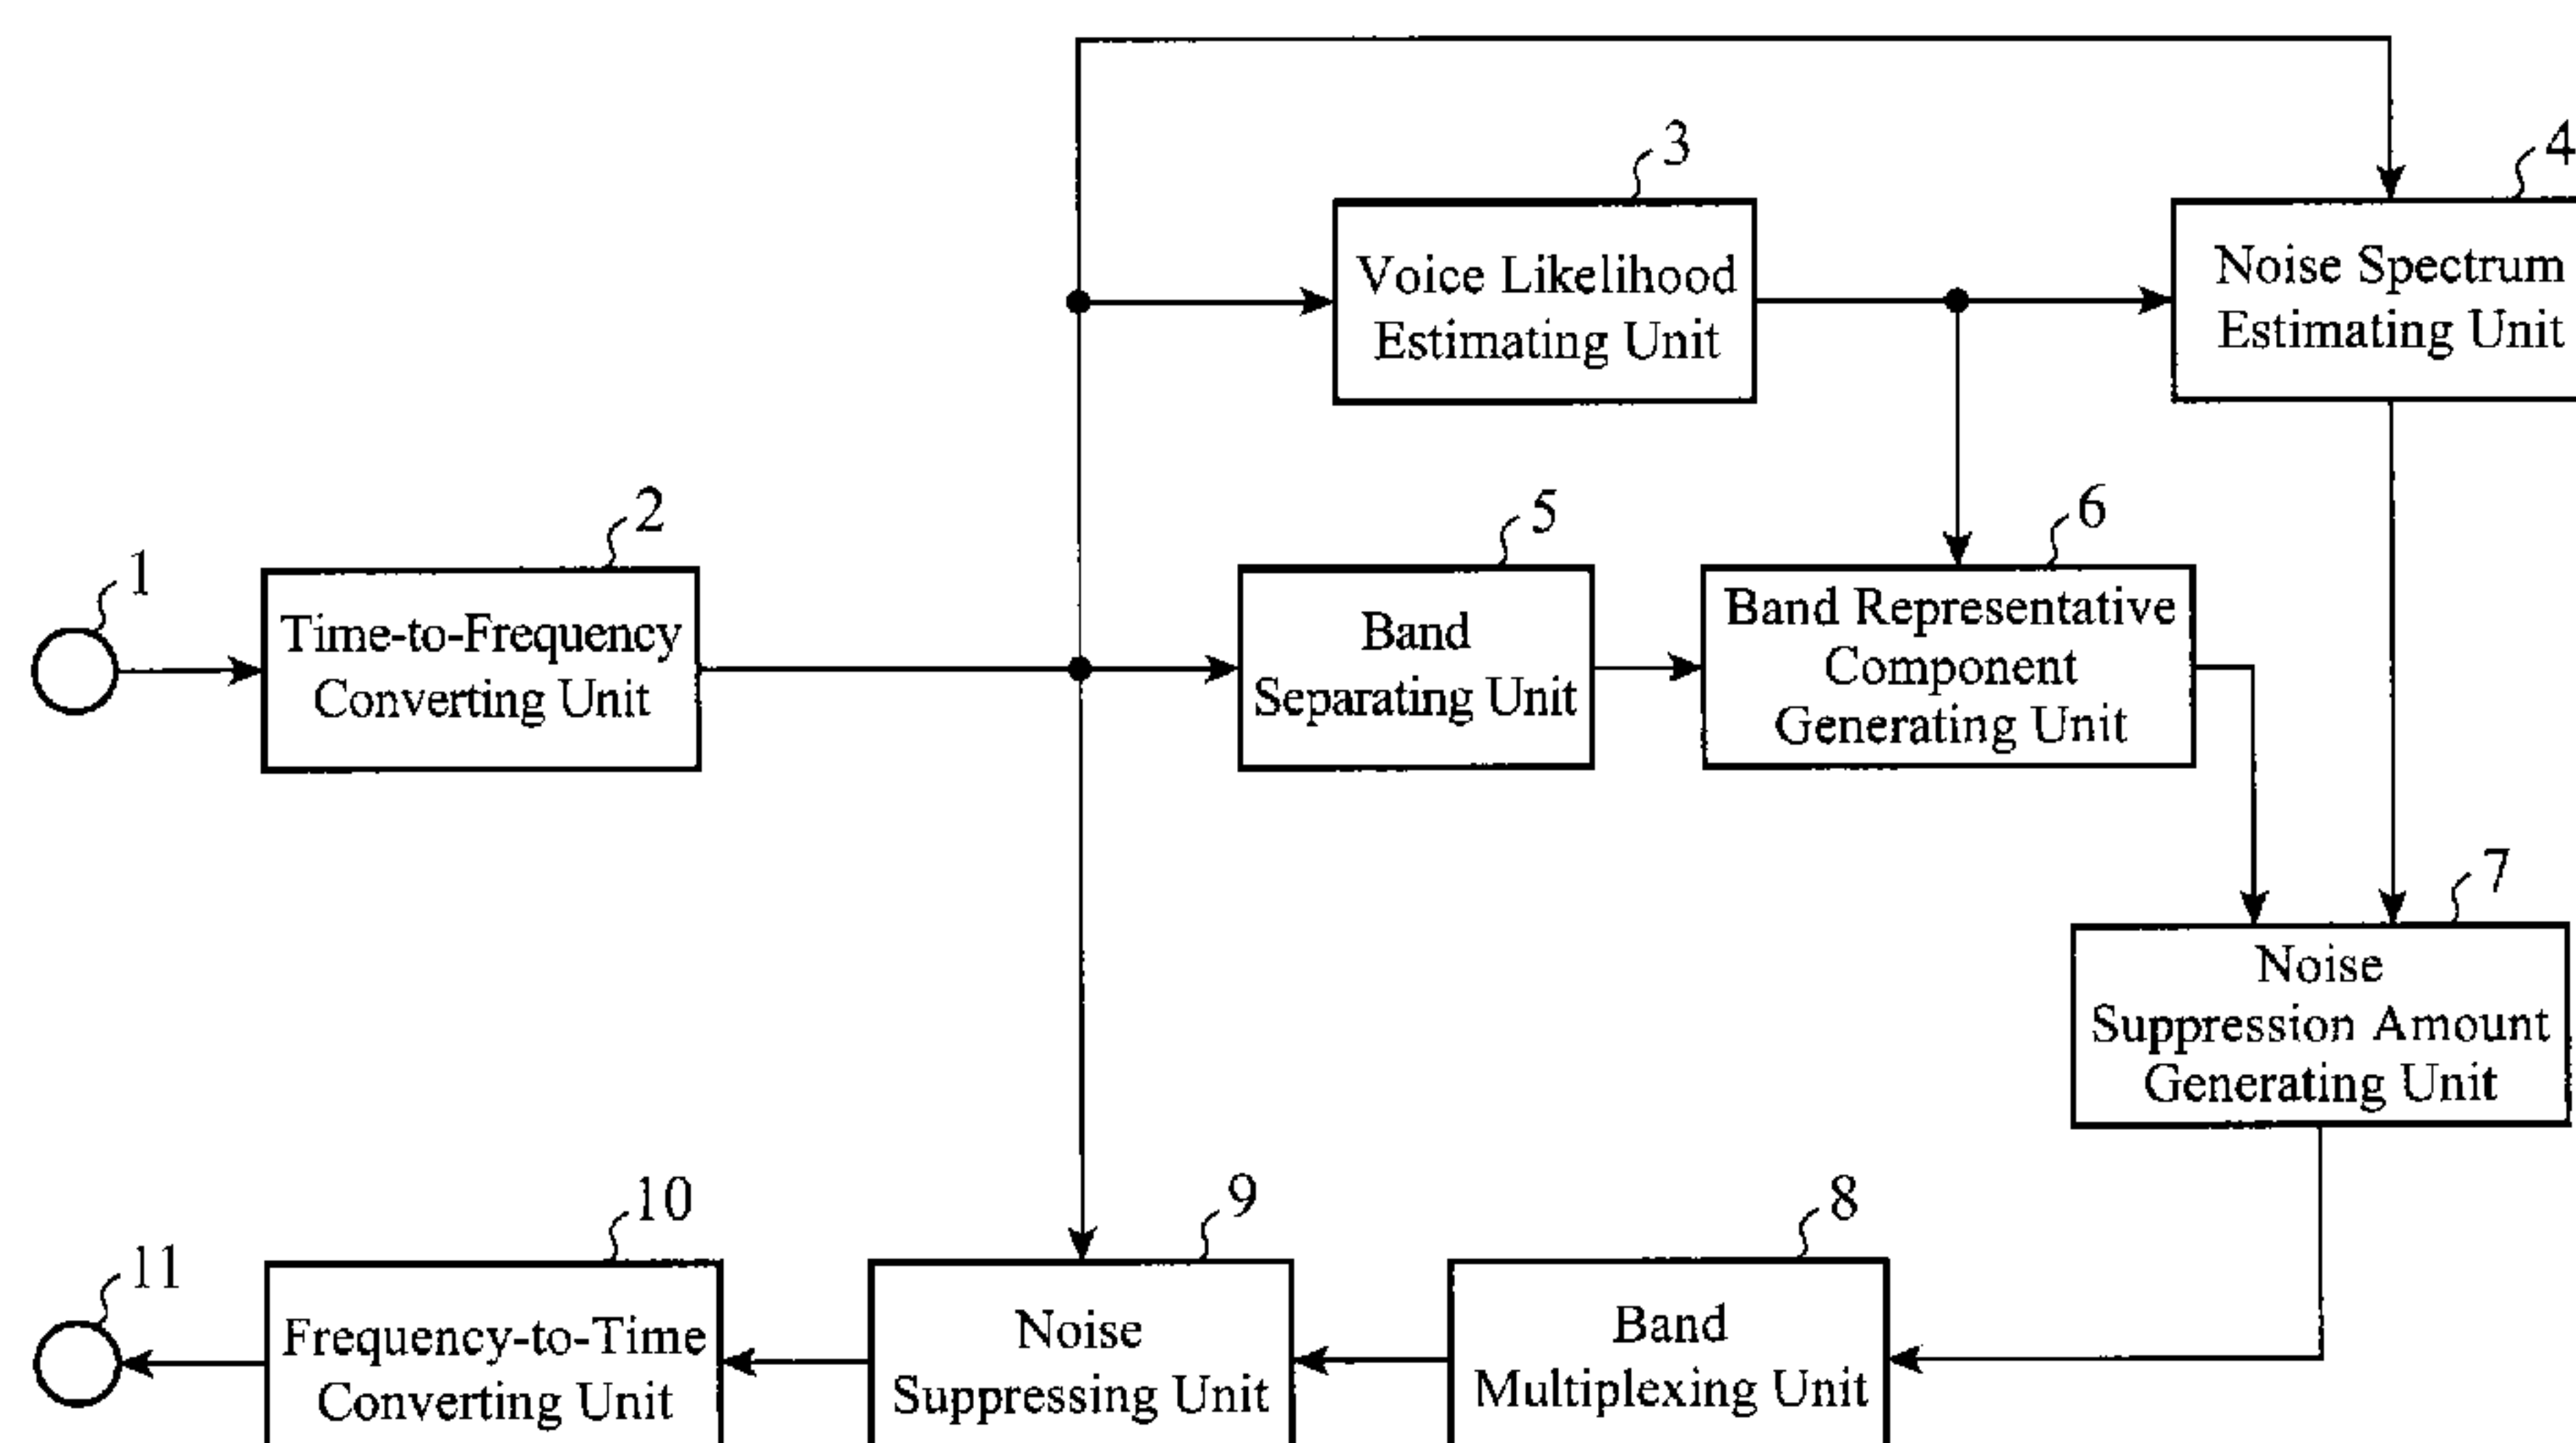 3
4
Voice Likelihood
Estimating Unit
Noise Spectrum
Estimating Unit
1
2
5
6
Time-to-Frequency
Converting Unit
Band
Separating Unit
Band Representative
Component
Generating Unit
7
Noise
Suppression Amount
Generating Unit
11
10
9
8
Frequency-to-Time
Converting Unit
Noise
Suppressing Unit
Band
Multiplexing Unit